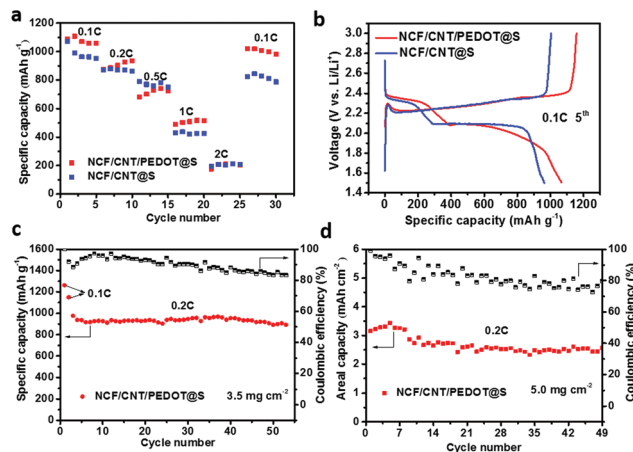 a
Specific capacity (mAh g⁻¹)
1200
1000
800
600
400
200
0
0.1C
0.2C
0.5C
1C
2C
0.1C
NCF/CNT/PEDOT@S
NCF/CNT@S
0 5 10 15 20 25 30
Cycle number
b
Voltage (V vs. Li/Li⁺)
3.0
2.7
2.4
2.1
1.8
1.5
NCF/CNT/PEDOT@S
NCF/CNT@S
0.1C 5th
0 200 400 600 800 1000 1200
Specific capacity (mAh g⁻¹)
c
Specific capacity (mAh g⁻¹)
1600
1400
1200
1000
800
600
400
200
0
0.1C
0.2C
NCF/CNT/PEDOT@S
3.5 mg cm⁻²
100
80
60
40
20
0
Coulombic efficiency (%)
0 10 20 30 40 50
Cycle number
d
Areal capacity (mAh cm⁻²)
6
5
4
3
2
1
0
0.2C
NCF/CNT/PEDOT@S
5.0 mg cm⁻²
100
80
60
40
20
0
Coulombic efficiency (%)
0 7 14 21 28 35 42 49
Cycle number